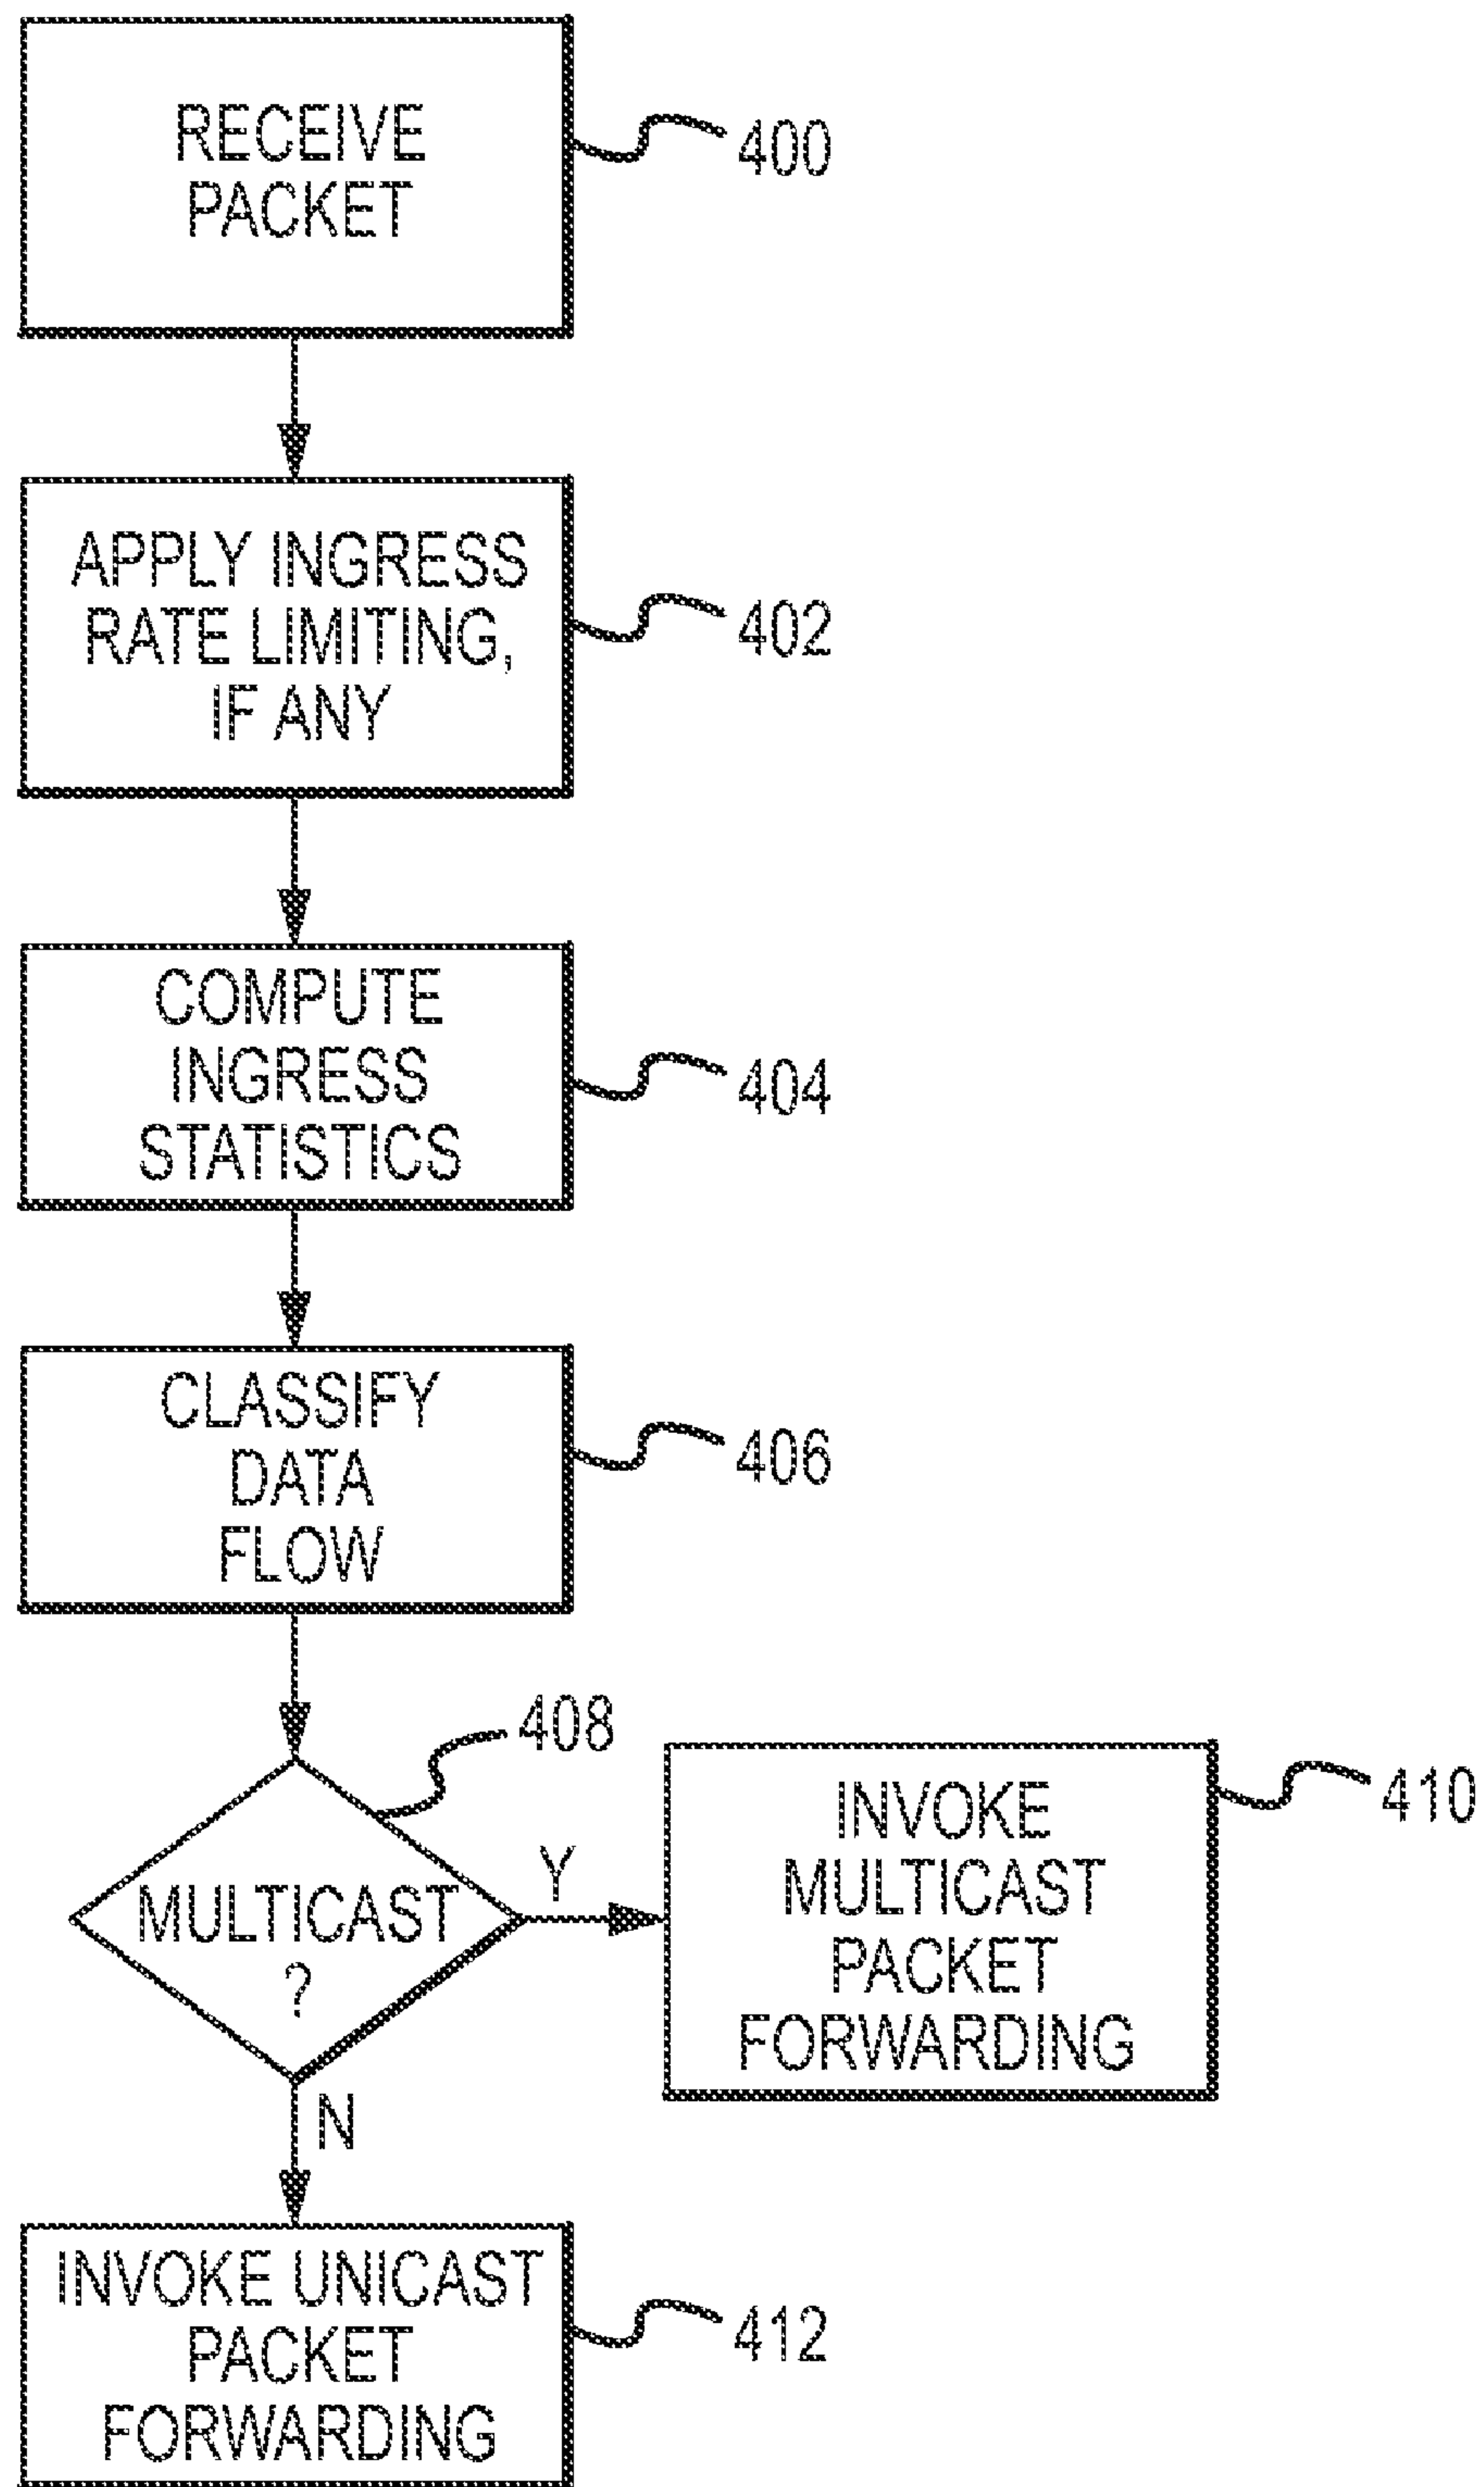 RECEIVE
PACKET
400
APPLY INGRESS
RATE LIMITING,
IF ANY
402
COMPUTE
INGRESS
STATISTICS
404
CLASSIFY
DATA
FLOW
406
408
MULTICAST
?
Y
INVOKE
MULTICAST
PACKET
FORWARDING
410
N
INVOKE UNICAST
PACKET
FORWARDING
412